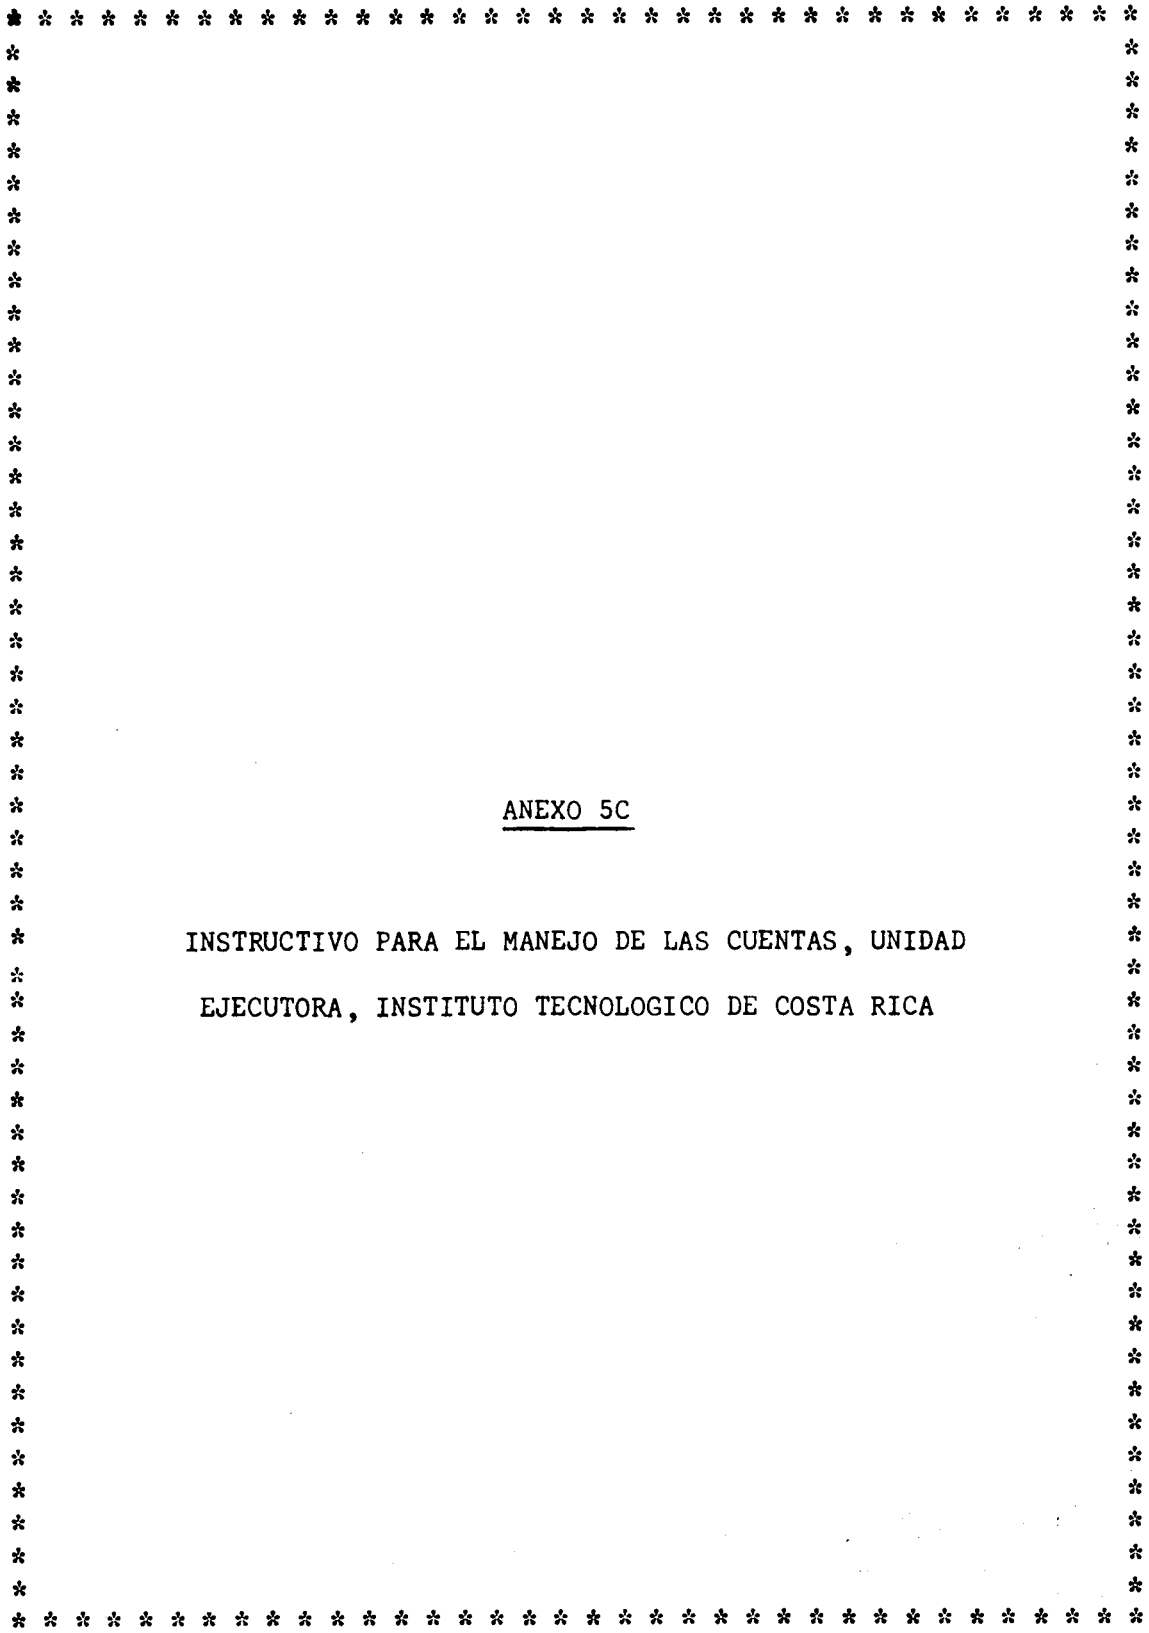 ANEXO 5C
INSTRUCTIVO PARA EL MANEJO DE LAS CUENTAS, UNIDAD
EJECUTORA, INSTITUTO TECNOLOGICO DE COSTA RICA